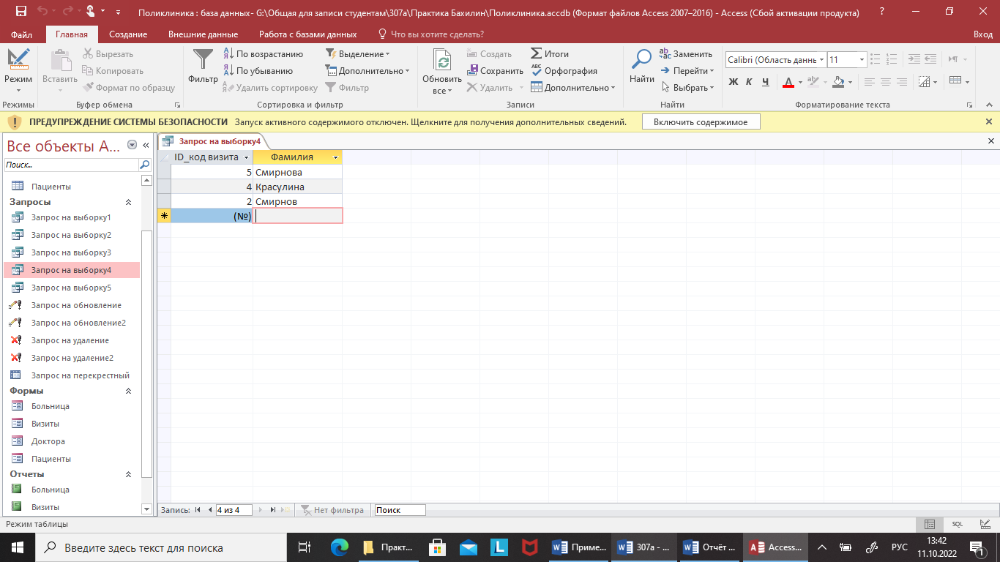 Поликлиника : база данных- G:\Общая для записи студентам\307а\Практика Бахилин\Поликлиника.accdb (Формат файлов Access 2007–2016) - Access (Сбой активации продукта)
?
Файл Главная Создание Внешние данные Работа с базами данных Что вы хотите сделать? Вход
Режим
Режимы
Вставить
Вырезать
Копировать
Формат по образцу
Буфер обмена
Фильтр
По возрастанию
По убыванию
Удалить сортировку
Выделение
Дополнительно
Фильтр
Сортировка и фильтр
Обновить
все
Создать
Сохранить
Удалить
Итоги
Орфография
Дополнительно
Записи
Найти
Заменить
Перейти
Выбрать
Найти
Calibri (Область даннь 11
Ж К Ч
Форматирование текста
ПРЕДУПРЕЖДЕНИЕ СИСТЕМЫ БЕЗОПАСНОСТИ Запуск активного содержимого отключен. Щелкните для получения дополнительных сведений. Включить содержимое
Все объекты A...
Поиск...
Пациенты
Запросы
Запрос на выборку1
Запрос на выборку2
Запрос на выборку3
Запрос на выборку4
Запрос на выборку5
Запрос на обновление
Запрос на обновление2
Запрос на удаление
Запрос на удаление2
Запрос на перекрестный
Формы
Больница
Визиты
Доктора
Пациенты
Отчеты
Больница
Визиты
Запрос на выборку4
ID_код визита Фамилия
5 Смирнова
4 Красулина
2 Смирнов
(№)
Запись: 4 из 4 Нет фильтра Поиск
Режим таблицы
SQL
Введите здесь текст для поиска
Практ...
Приме...
307а - ...
Отчёт ...
Access...
РУС
13:42
11.10.2022
1